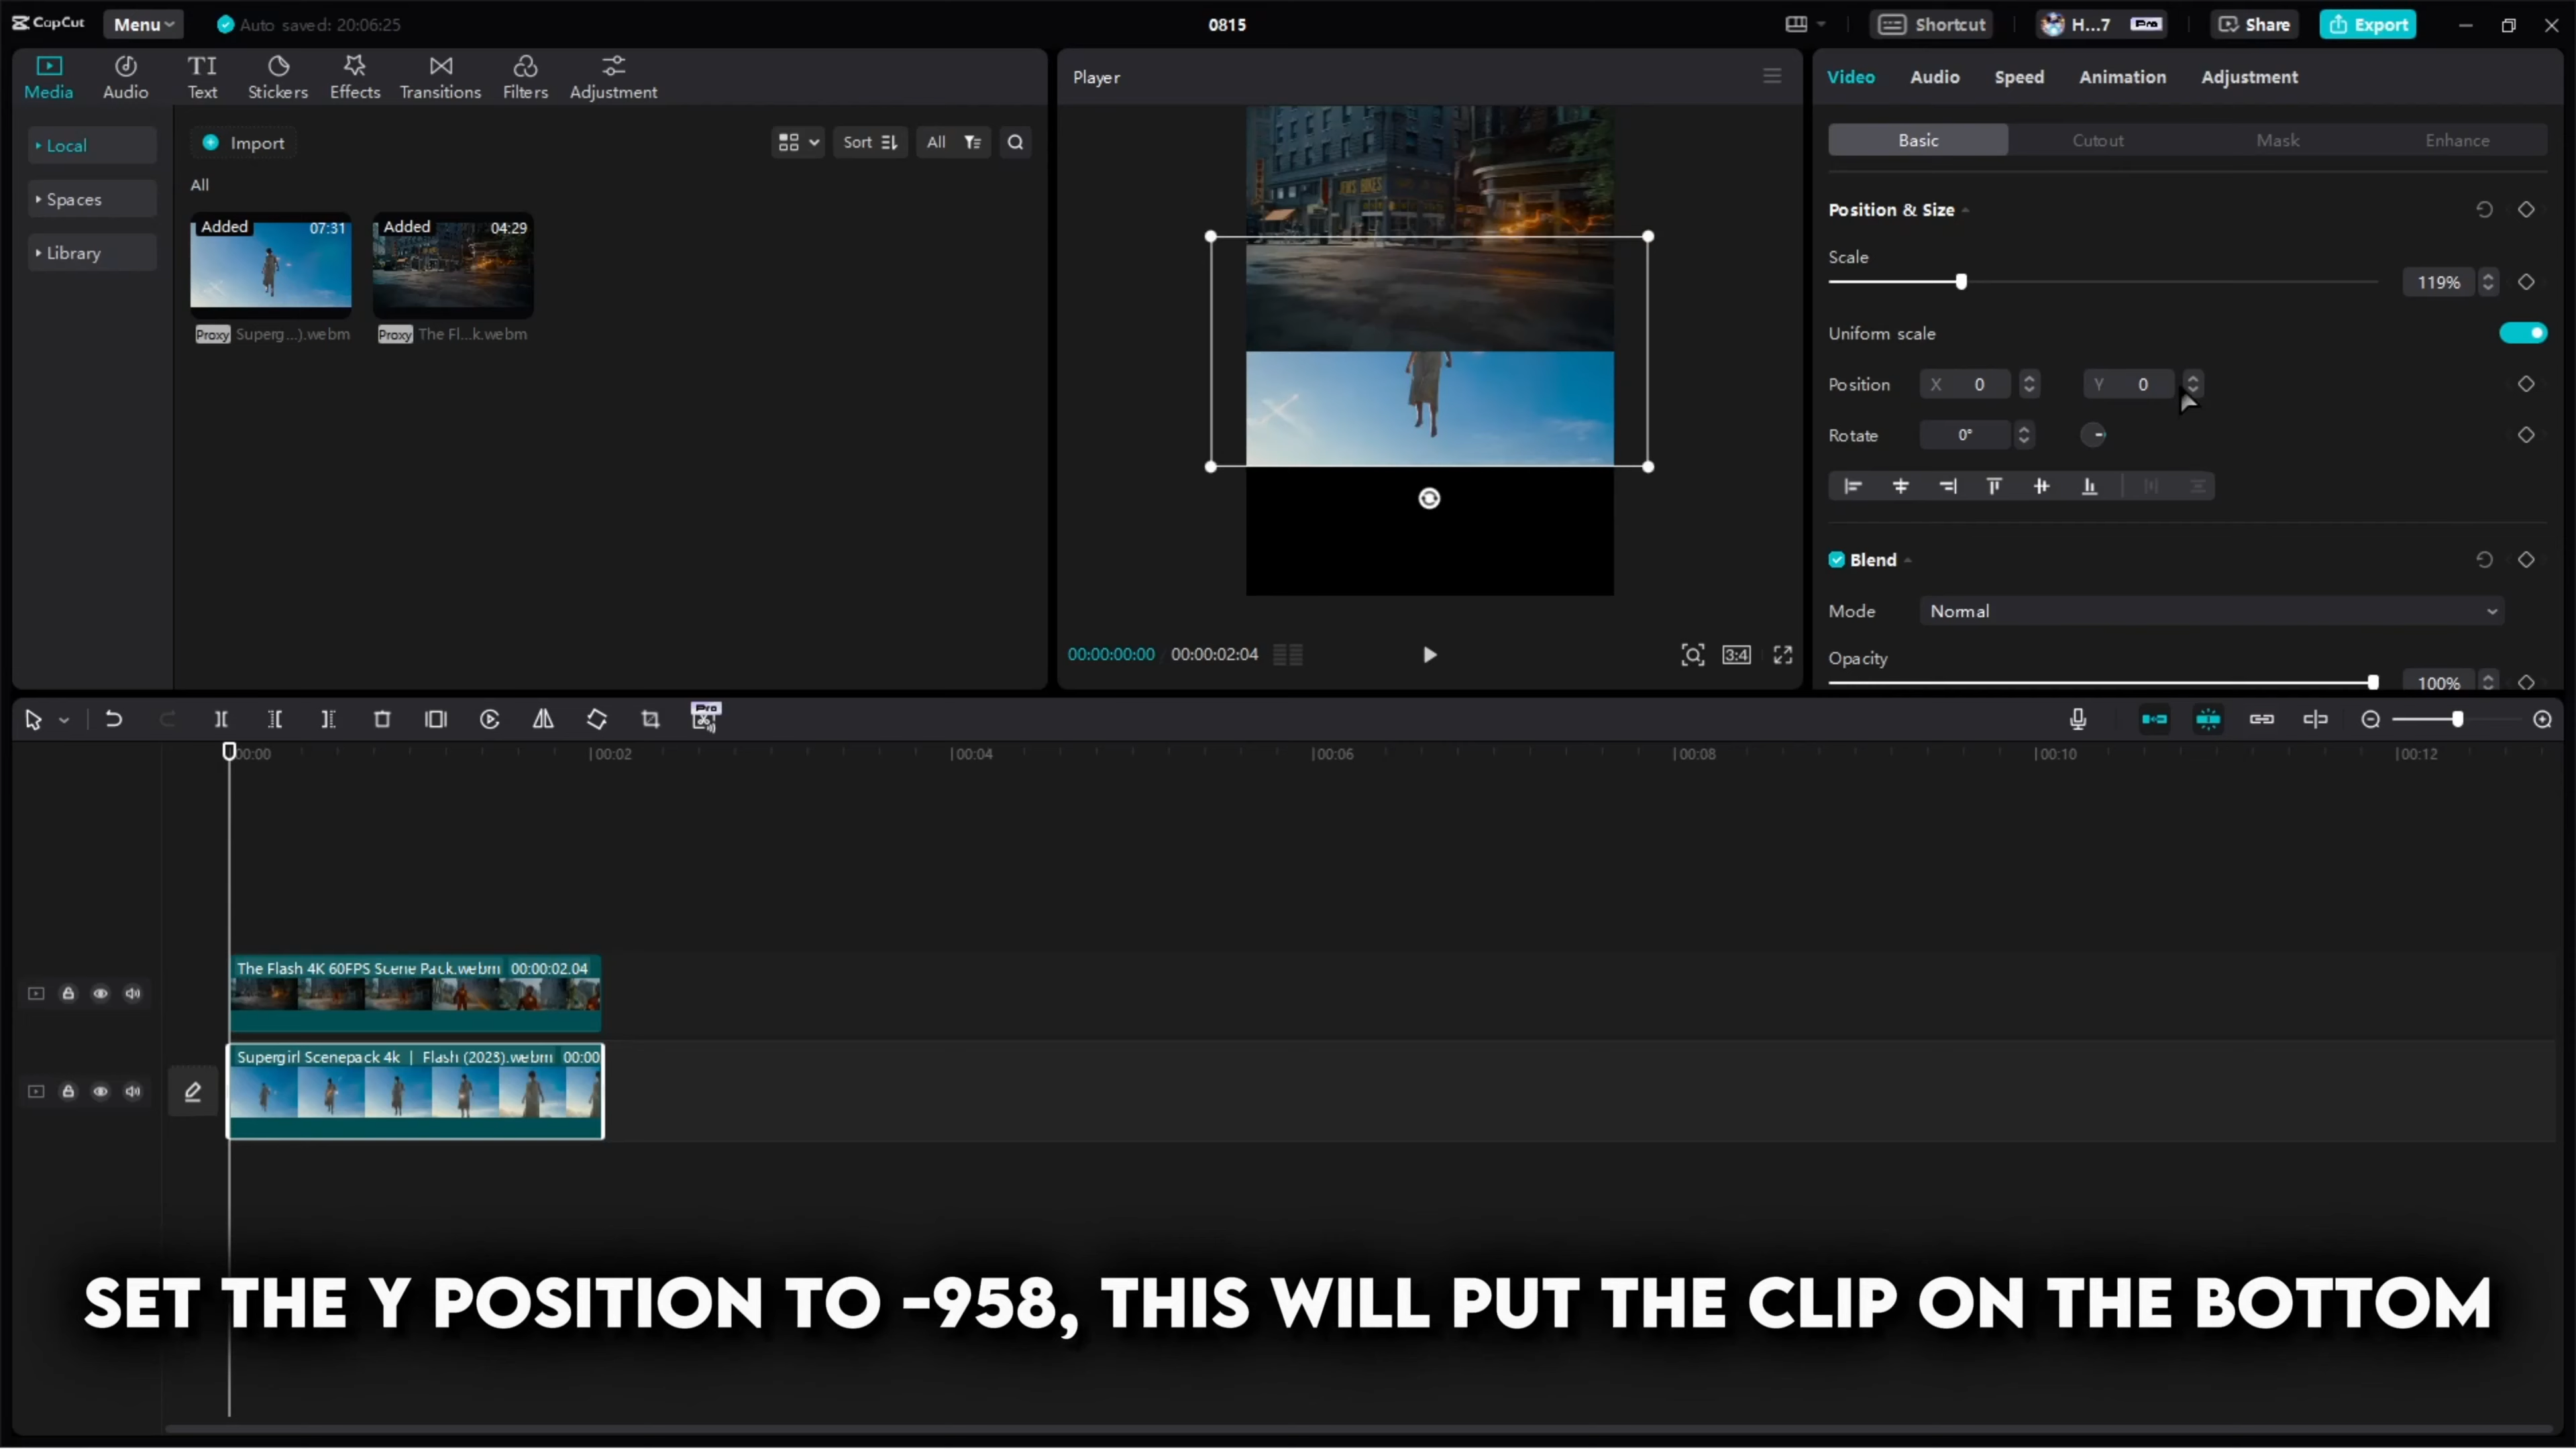 CapCut Menu Auto saved: 20:06:25 0815 Shortcut H...7 Pro Share Export
Media Audio Text Stickers Effects Transitions Filters Adjustment
Player
Video Audio Speed Animation Adjustment
Local
Spaces
Library
Import Sort All
All
Added 07:31 Added 04:29
Proxy Superg...).webm Proxy The Fl...k.webm
JEN'S BIKES
Basic Cutout Mask Enhance
Position & Size
Scale
119%
Uniform scale
Position X 0 Y 0
Rotate 0°
Blend
Mode Normal
Opacity
100%
00:00:00:00 00:00:02:04 3:4
Pro
00:00 00:02 00:04 00:06 00:08 00:10 00:12
The Flash 4K 60FPS Scene Pack.webm 00:00:02:04
Supergirl Scenepack 4k | Flash (2023).webm 00:00
SET THE Y POSITION TO -958, THIS WILL PUT THE CLIP ON THE BOTTOM